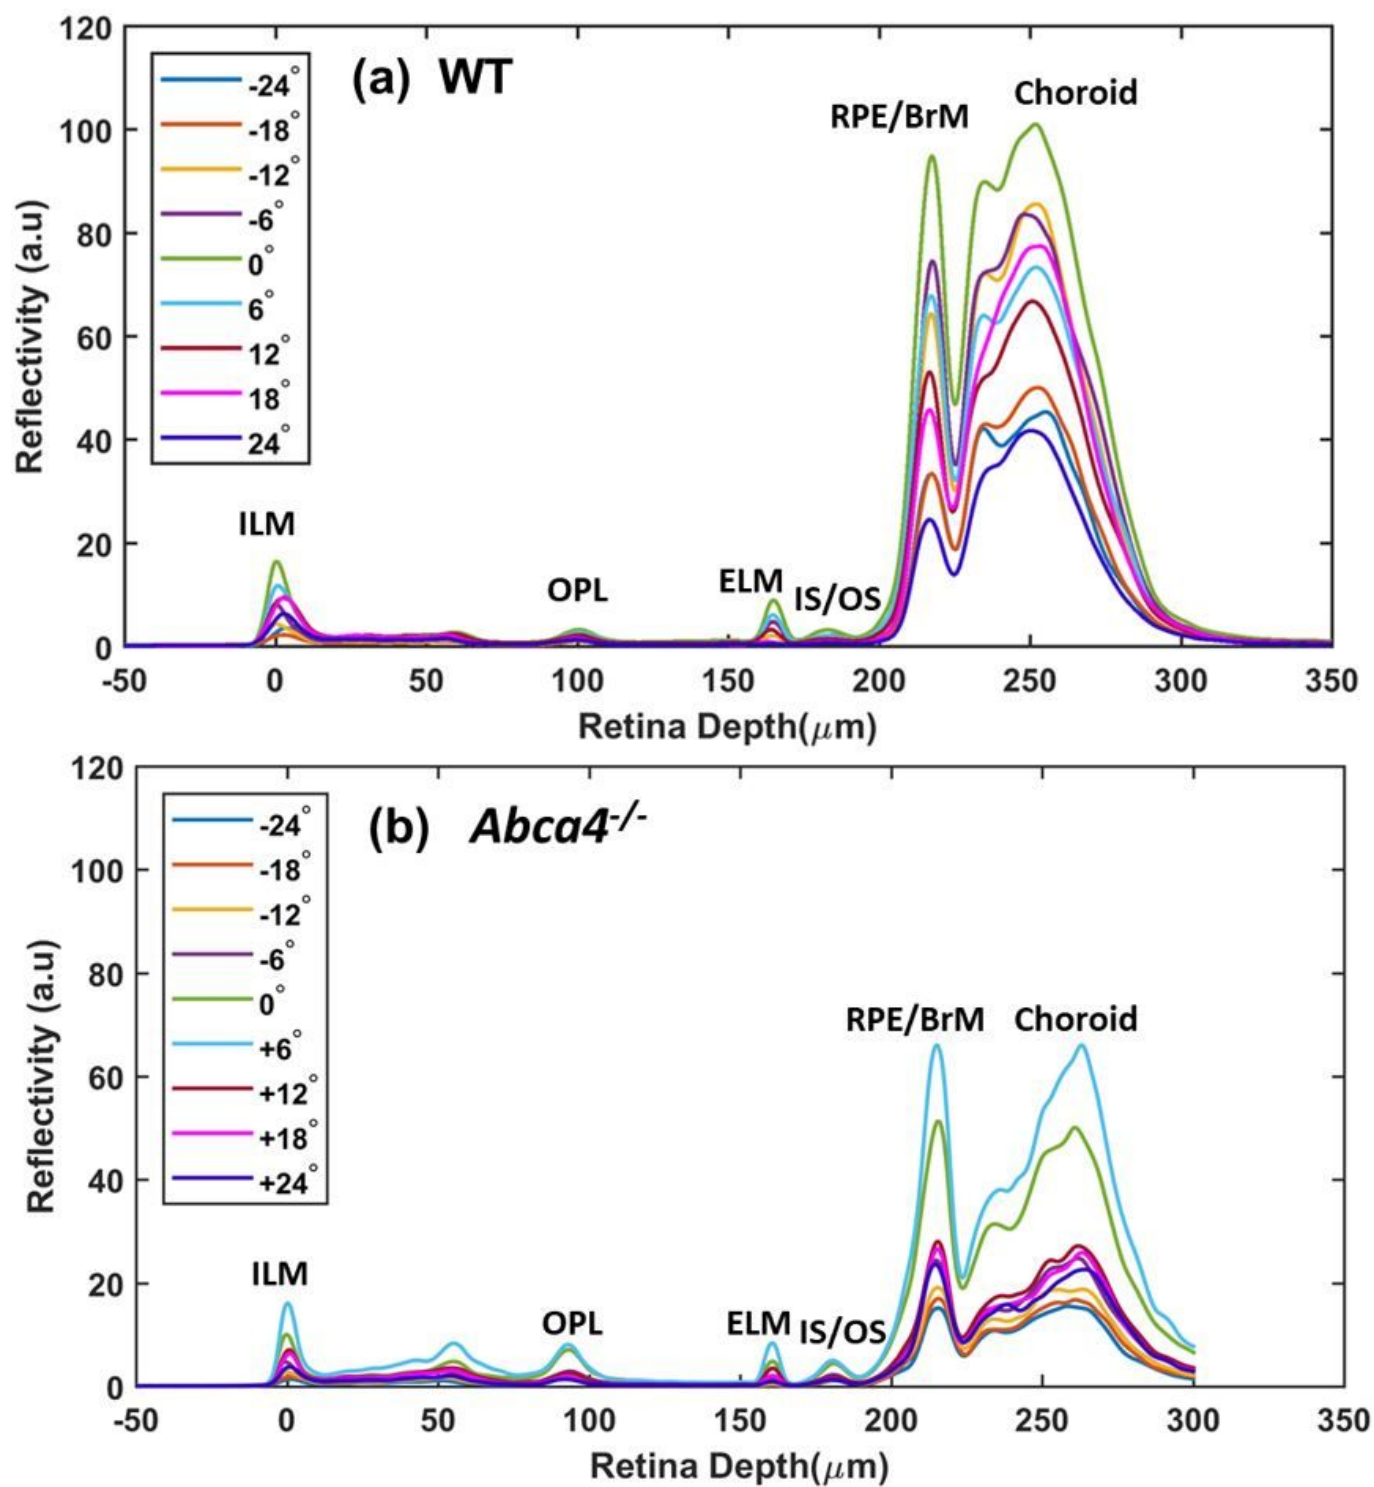 (a) WT
-24°
-18°
-12°
-6°
0°
6°
12°
18°
24°
RPE/BrM
Choroid
ILM
OPL
ELM
IS/OS
120
100
80
60
40
20
0
Reflectivity (a.u)
-50 0 50 100 150 200 250 300 350
Retina Depth(μm)
(b) Abca4-/-
-24°
-18°
-12°
-6°
0°
+6°
+12°
+18°
+24°
RPE/BrM
Choroid
ILM
OPL
ELM
IS/OS
120
100
80
60
40
20
0
Reflectivity (a.u)
-50 0 50 100 150 200 250 300 350
Retina Depth(μm)